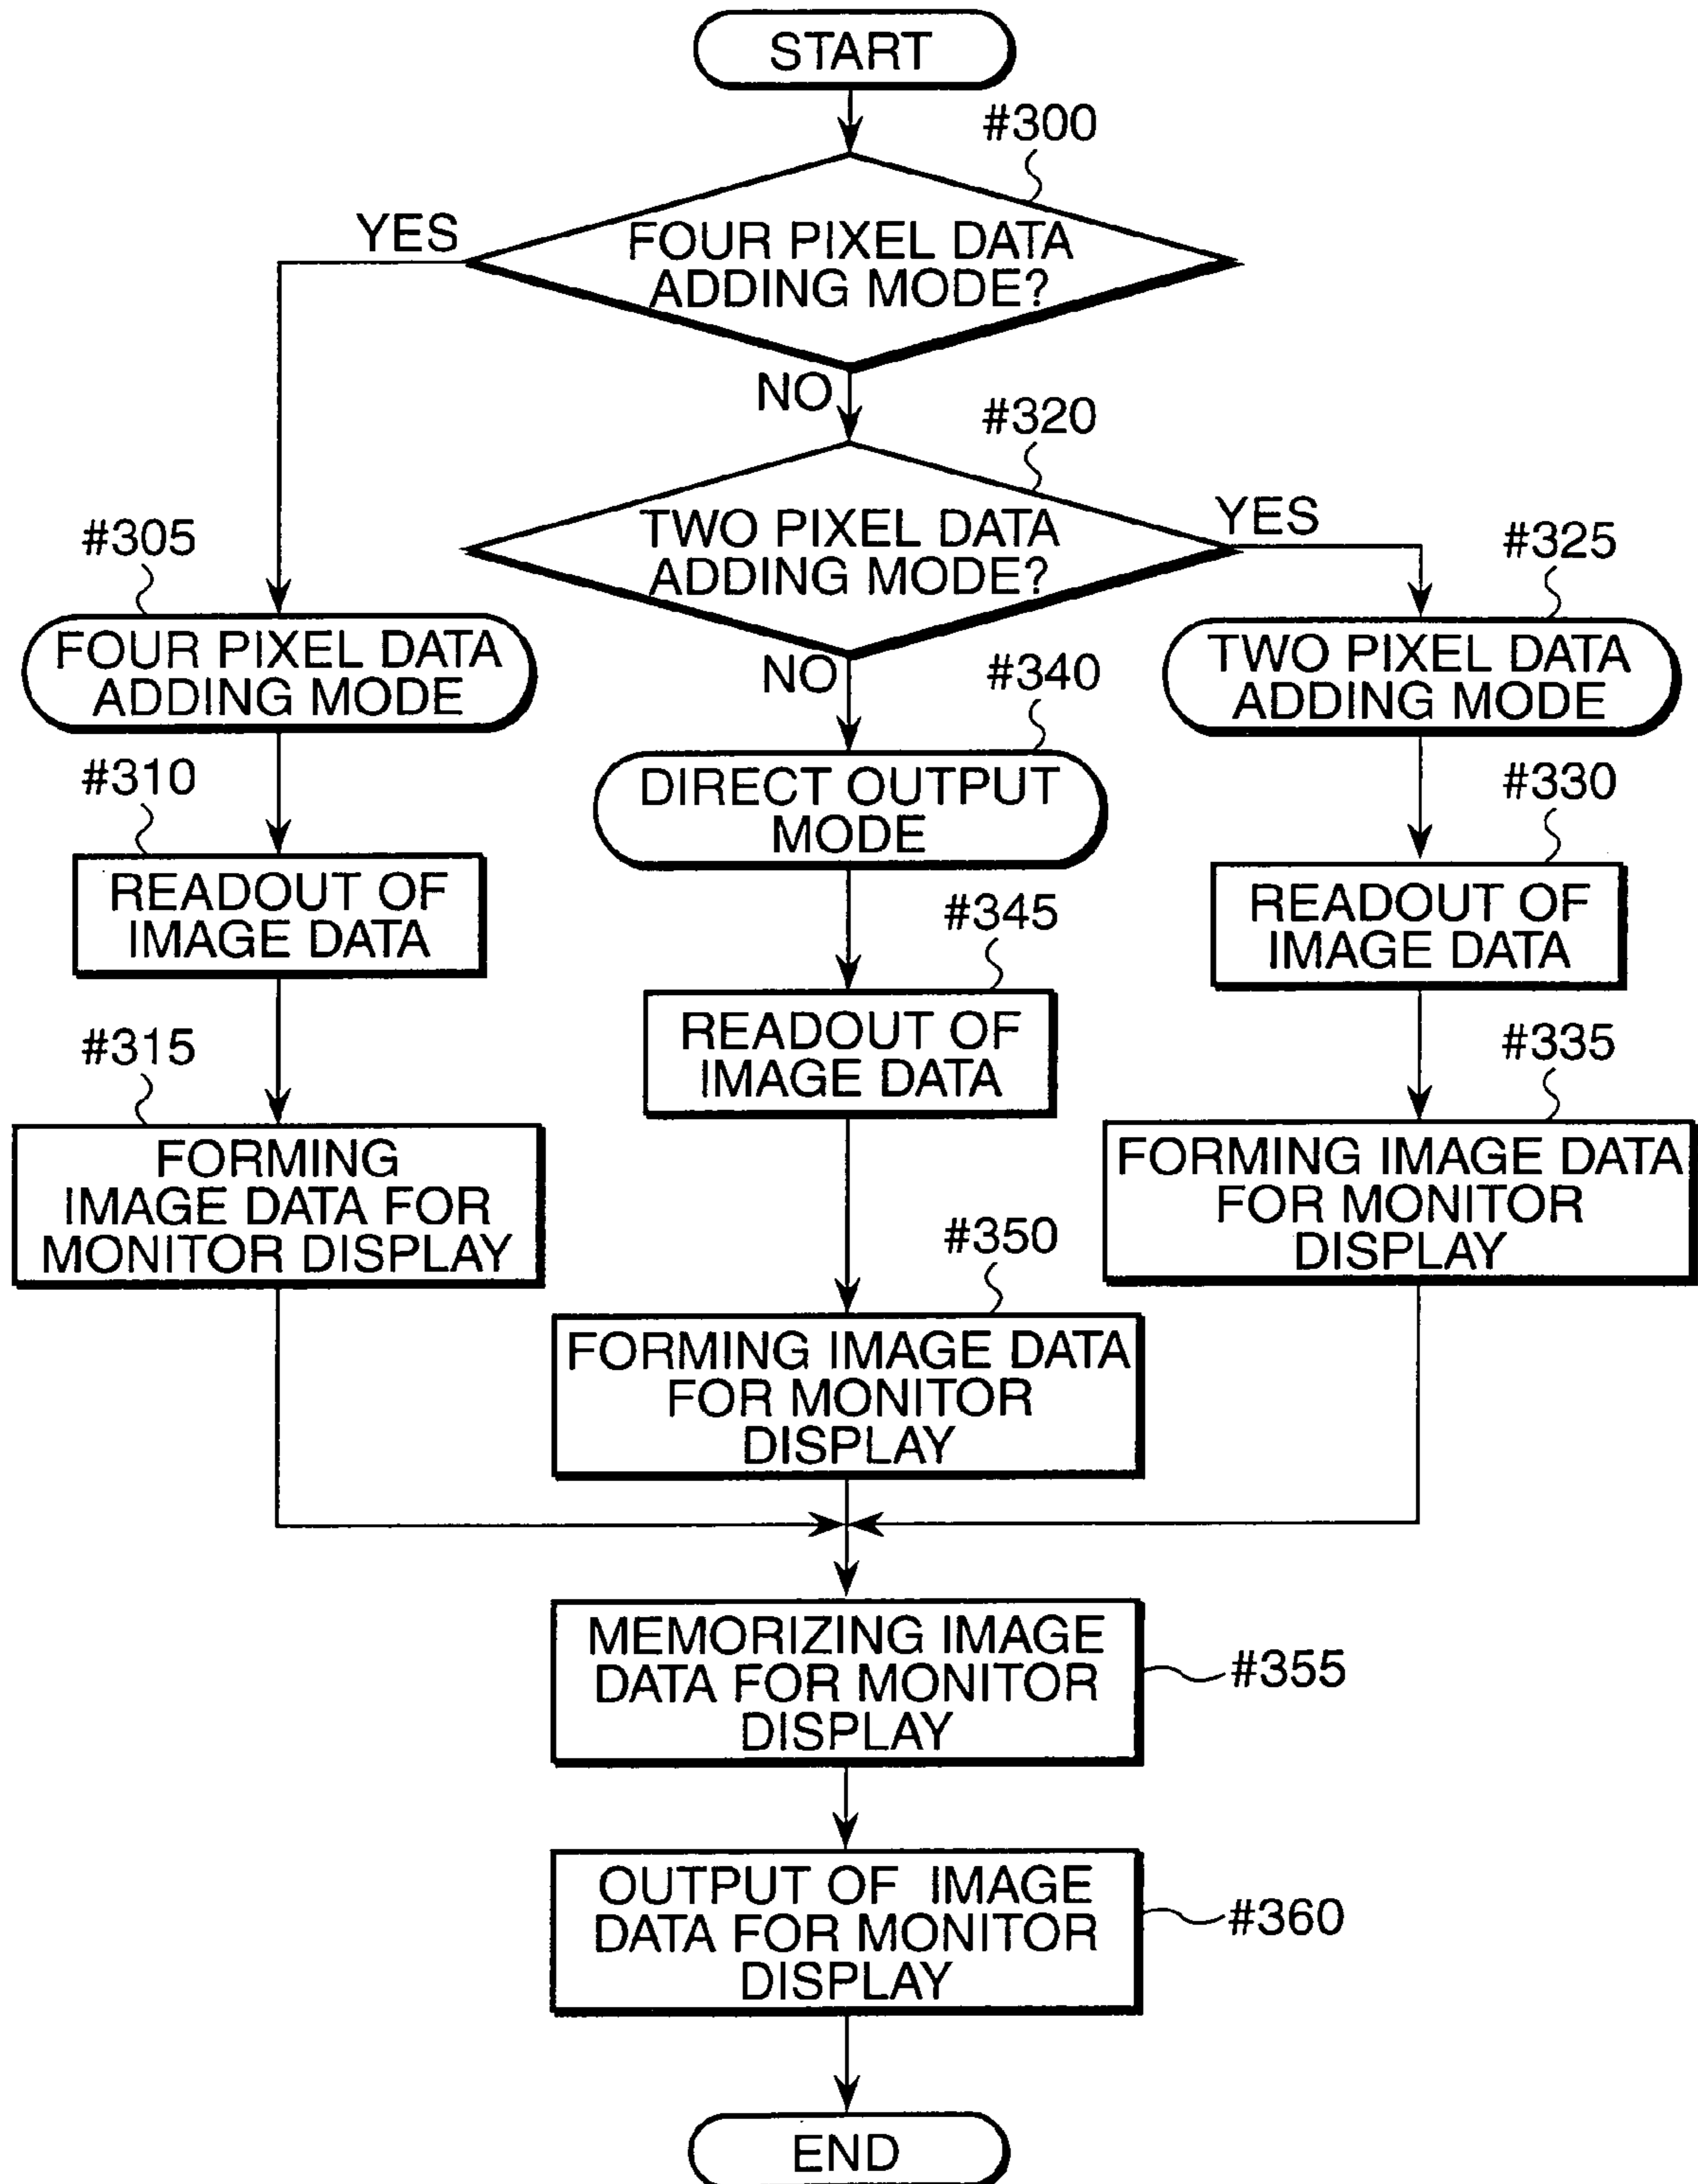 START
#300
YES
FOUR PIXEL DATA
ADDING MODE?
NO
#320
TWO PIXEL DATA
ADDING MODE?
YES
#305
#325
FOUR PIXEL DATA
ADDING MODE
NO
#340
TWO PIXEL DATA
ADDING MODE
#310
DIRECT OUTPUT
MODE
#330
READOUT OF
IMAGE DATA
#345
READOUT OF
IMAGE DATA
#315
READOUT OF
IMAGE DATA
#335
FORMING
IMAGE DATA FOR
MONITOR DISPLAY
#350
FORMING IMAGE DATA
FOR MONITOR
DISPLAY
FORMING IMAGE DATA
FOR MONITOR
DISPLAY
MEMORIZING IMAGE
DATA FOR MONITOR
DISPLAY
#355
OUTPUT OF IMAGE
DATA FOR MONITOR
DISPLAY
#360
END